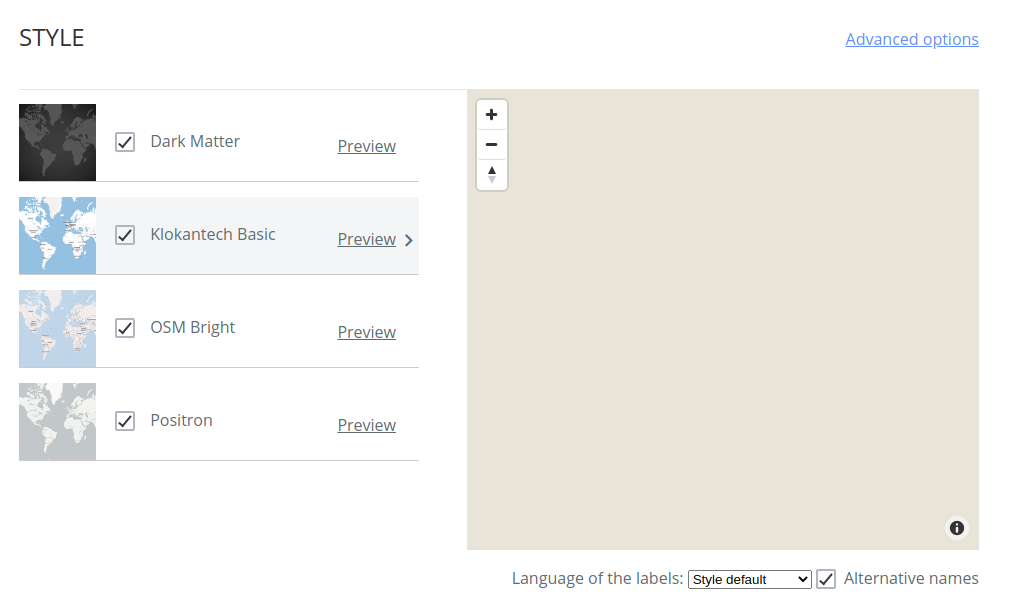 STYLE
Advanced options
Dark Matter
Preview
Klokantech Basic
Preview
OSM Bright
Preview
Positron
Preview
Language of the labels: Style default Alternative names